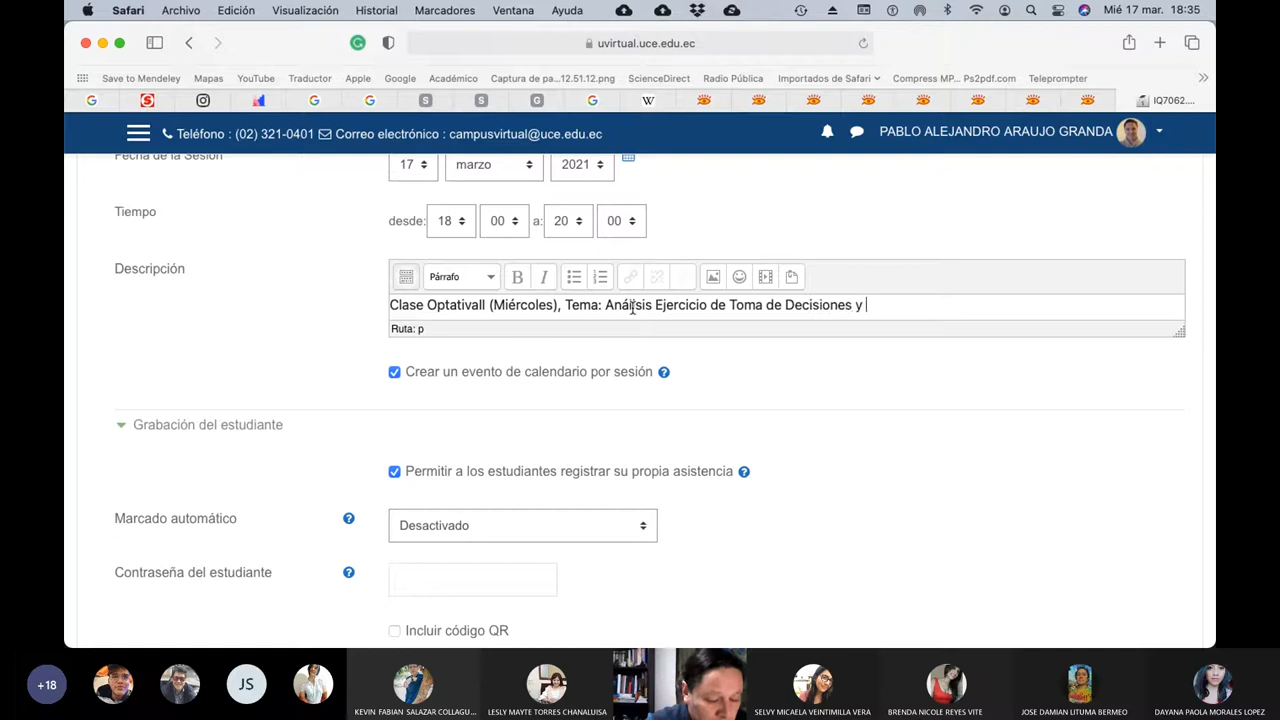 Safari Archivo Edición Visualización Historial Marcadores Ventana Ayuda Mié 17 mar. 18:35
uvirtual.uce.edu.ec
Save to Mendeley Mapas YouTube Traductor Apple Google Académico Captura de pa...12.51.12.png ScienceDirect Radio Pública Importados de Safari Compress MP... Ps2pdf.com Teleprompter
IQ7062....
Teléfono : (02) 321-0401 Correo electrónico : campusvirtual@uce.edu.ec PABLO ALEJANDRO ARAUJO GRANDA
Fecha de la Sesión 17 marzo 2021
Tiempo desde: 18 00 a: 20 00
Descripción
Párrafo B I
Clase OptativaII (Miércoles), Tema: Análisis Ejercicio de Toma de Decisiones y
Ruta: p
Crear un evento de calendario por sesión
Grabación del estudiante
Permitir a los estudiantes registrar su propia asistencia
Marcado automático Desactivado
Contraseña del estudiante
Incluir código QR
+18 JS
KEVIN FABIAN SALAZAR COLLAGU... LESLY MAYTE TORRES CHANALUISA SELVY MICAELA VEINTIMILLA VERA BRENDA NICOLE REYES VITE JOSE DAMIAN LITUMA BERMEO DAYANA PAOLA MORALES LOPEZ